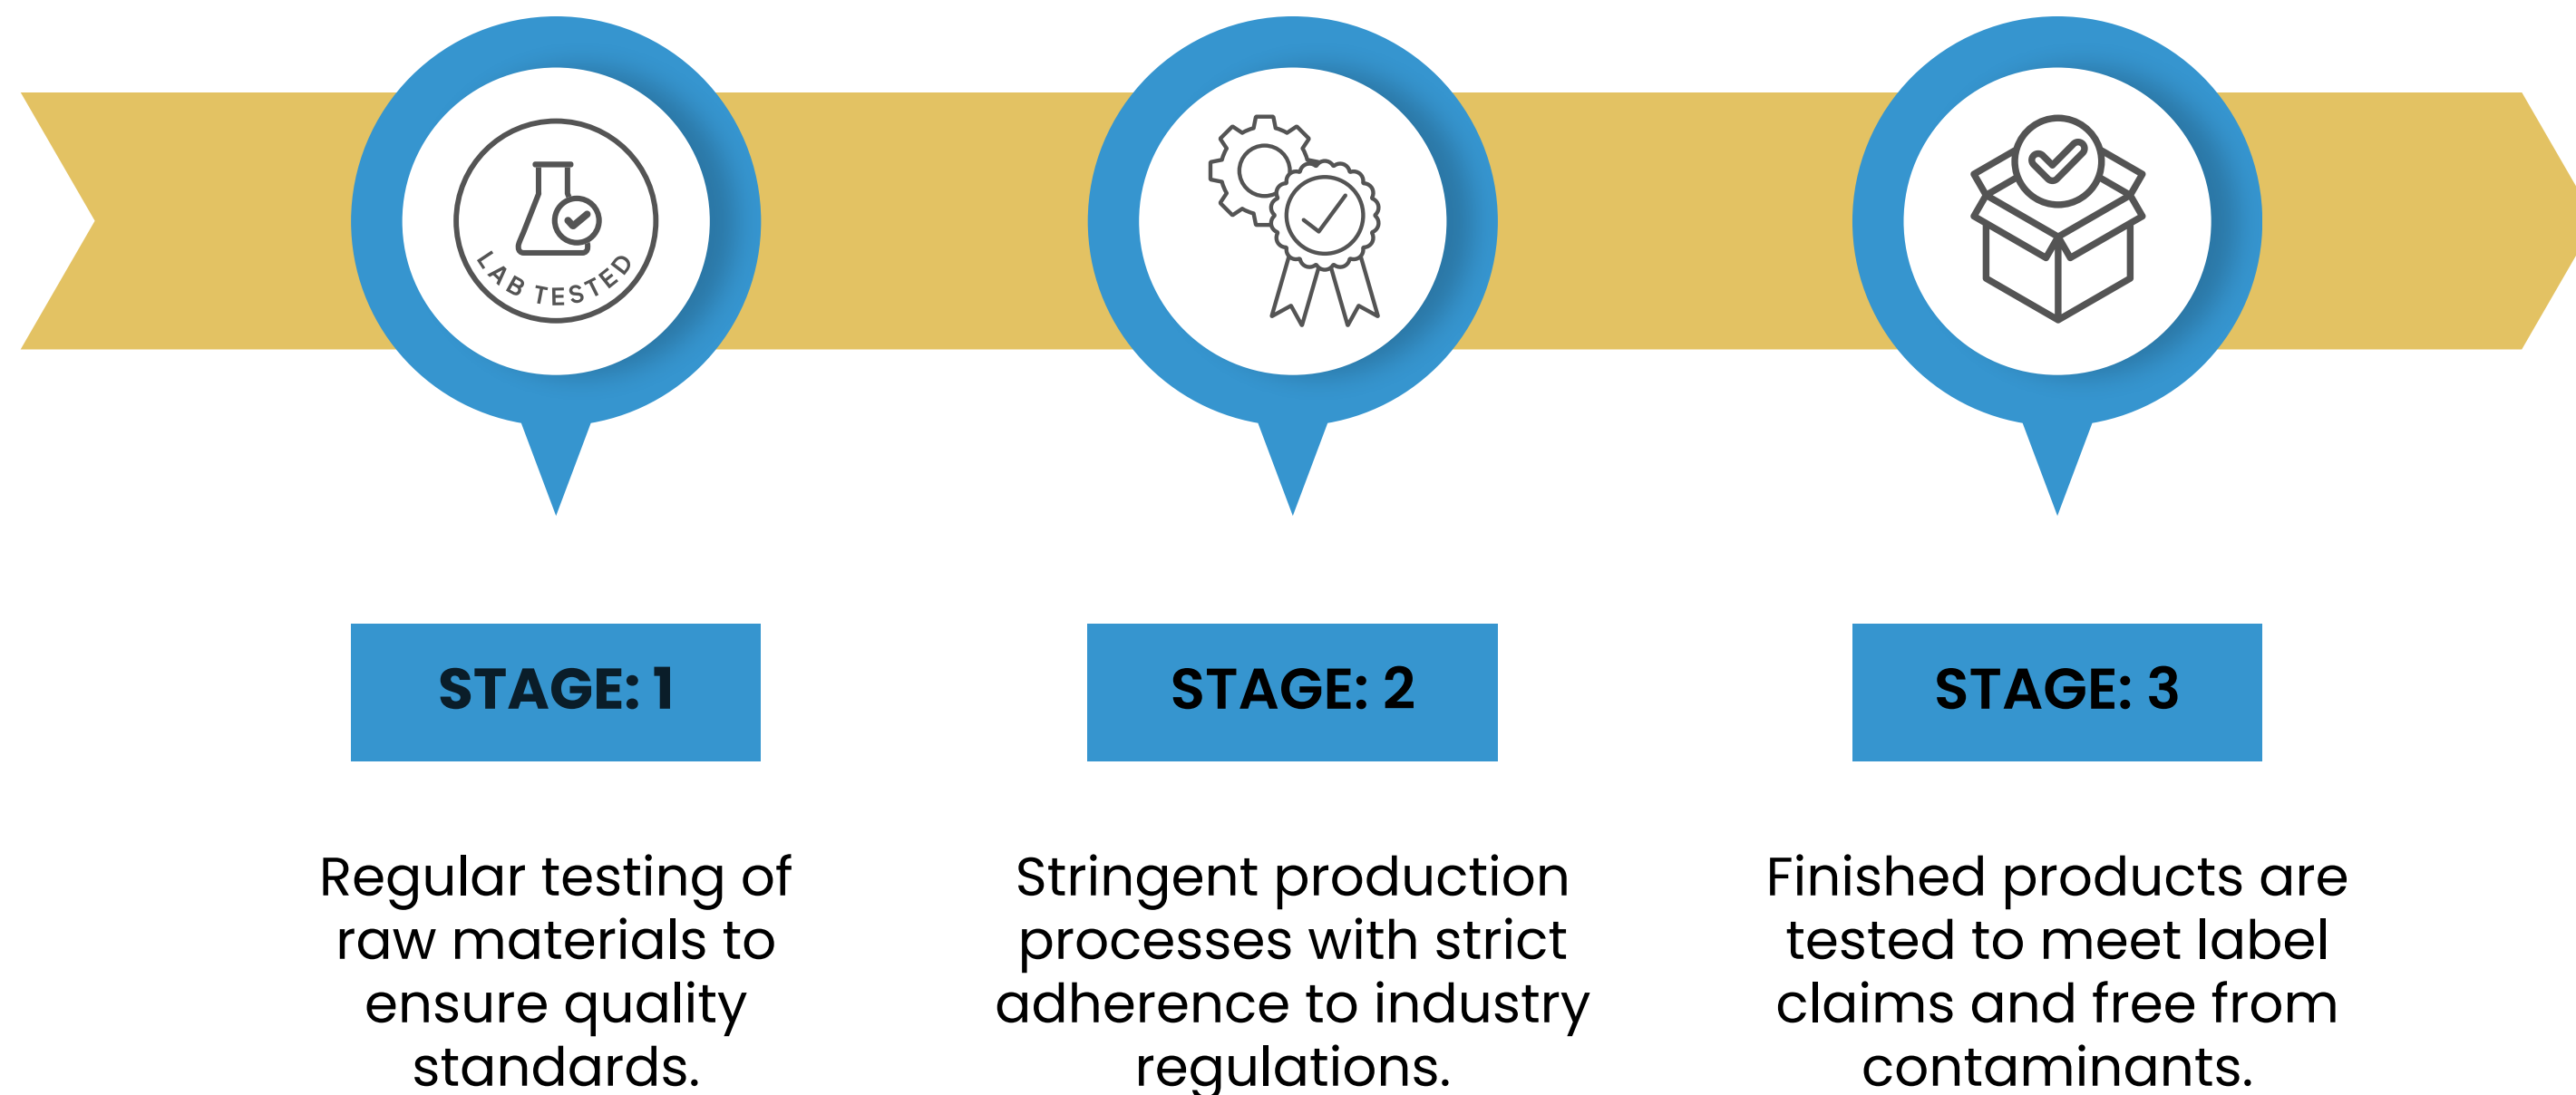 LAB TESTED
STAGE: 1
Regular testing of
raw materials to
ensure quality
standards.
STAGE: 2
Stringent production
processes with strict
adherence to industry
regulations.
STAGE: 3
Finished products are
tested to meet label
claims and free from
contaminants.